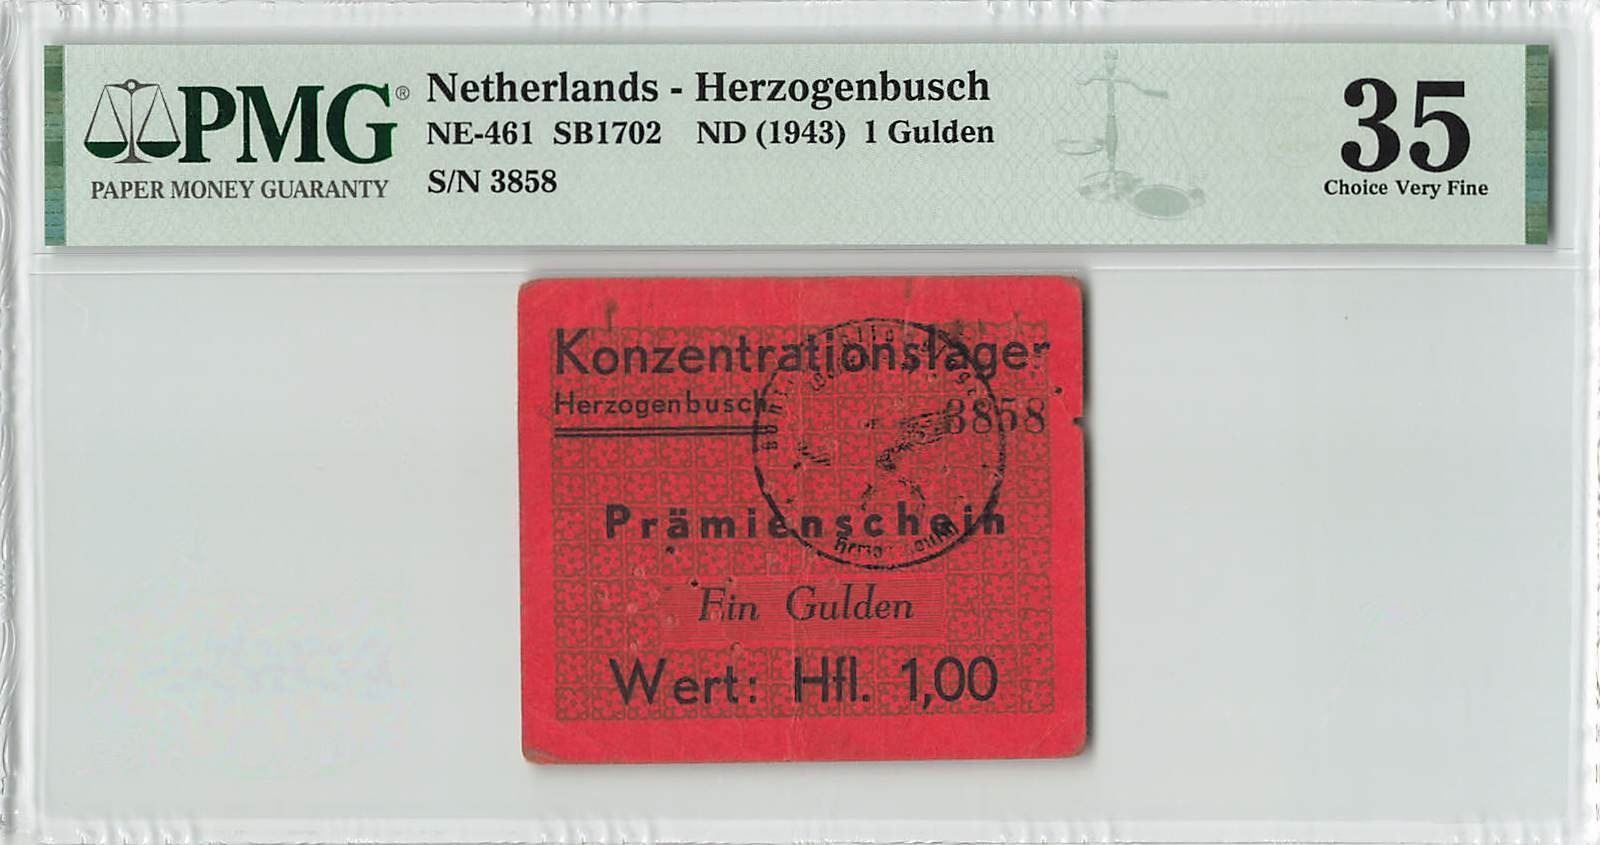 PMG®
PAPER MONEY GUARANTY
Netherlands - Herzogenbusch
NE-461 SB1702 ND (1943) 1 Gulden
S/N 3858
35
Choice Very Fine
Konzentrationslager
Herzogenbusch
3858
Prämienschein
Ein Gulden
Wert: Hfl. 1,00